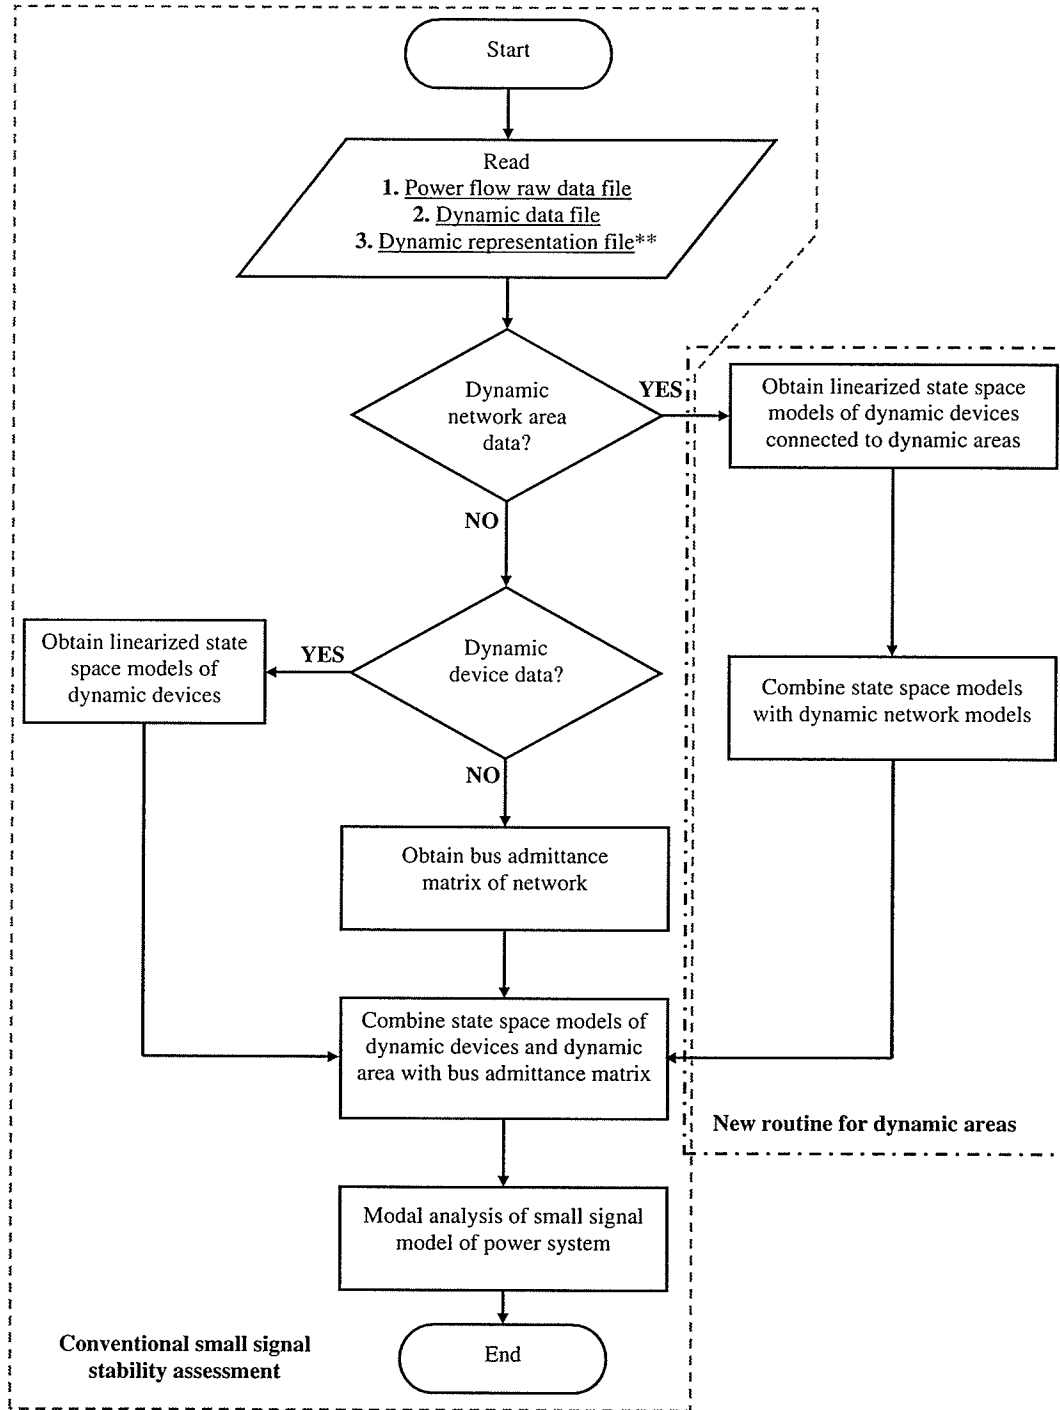 Start
Read
1. Power flow raw data file
2. Dynamic data file
3. Dynamic representation file**
Dynamic
network area
data?
YES
Obtain linearized state space
models of dynamic devices
connected to dynamic areas
NO
Obtain linearized state
space models of
dynamic devices
YES
Dynamic
device data?
Combine state space models
with dynamic network models
NO
Obtain bus admittance
matrix of network
Combine state space models of
dynamic devices and dynamic
area with bus admittance matrix
New routine for dynamic areas
Modal analysis of small signal
model of power system
Conventional small signal
stability assessment
End